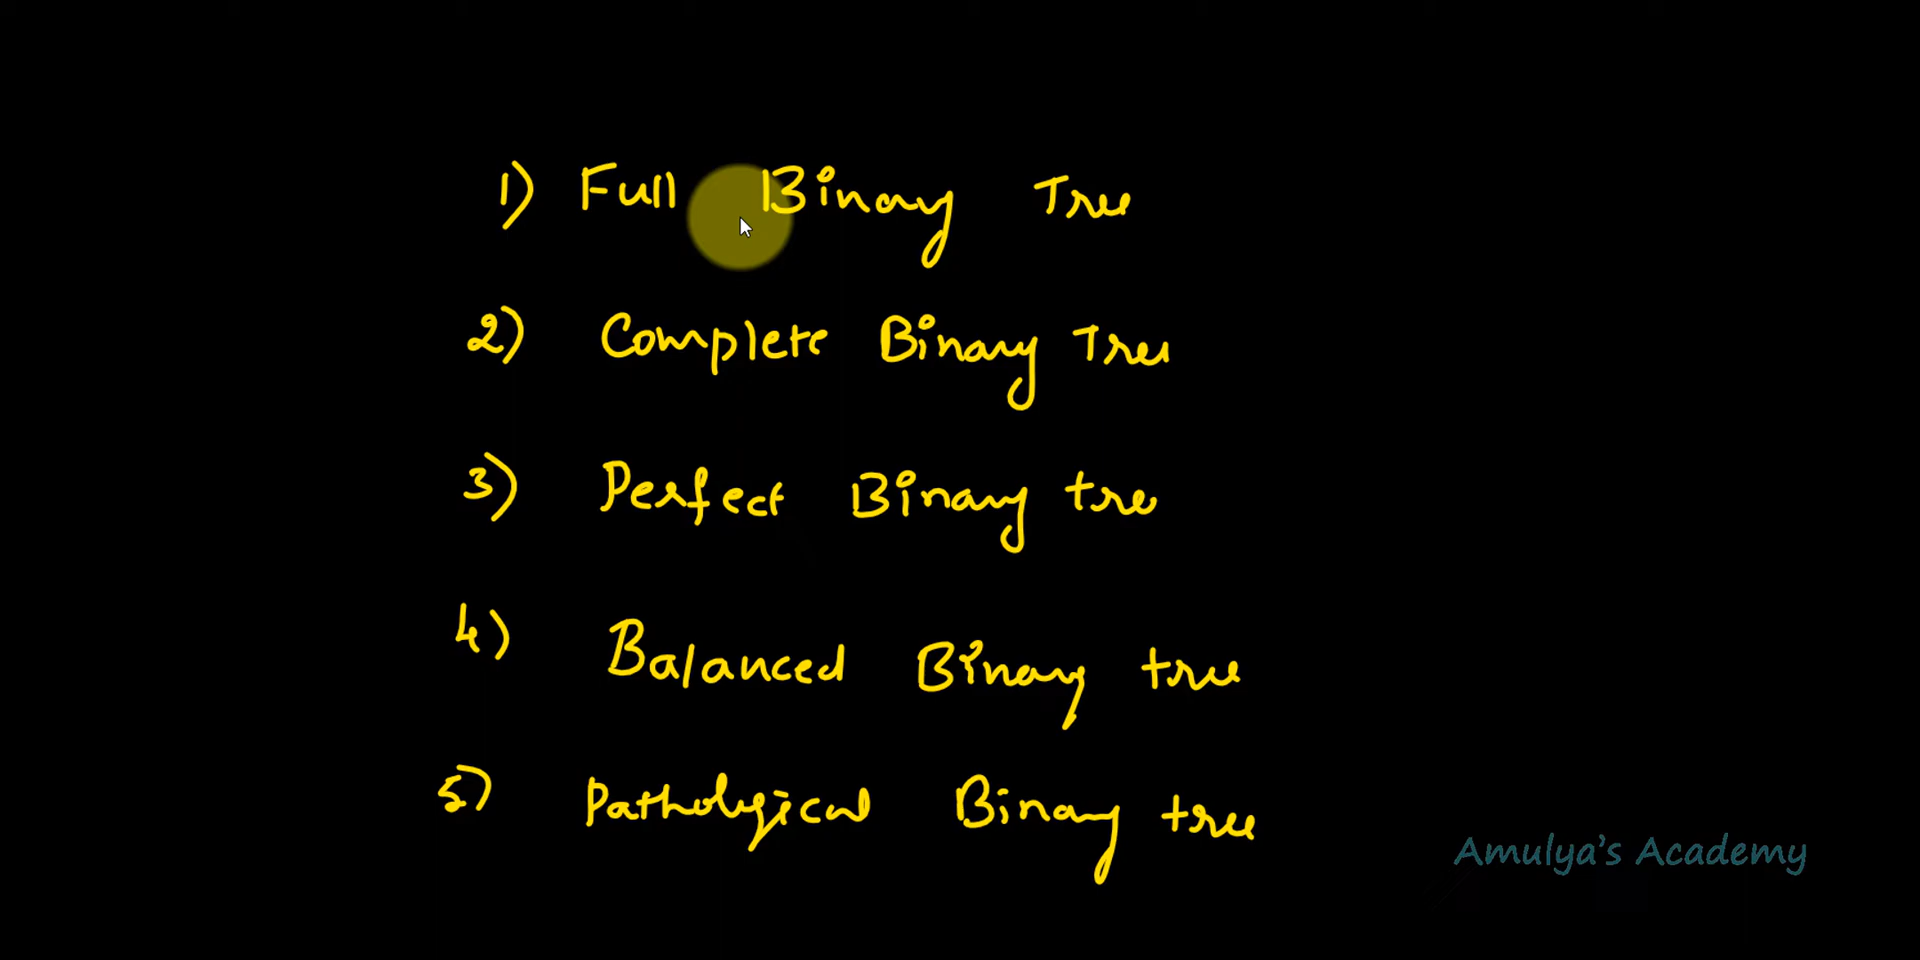 1) Full Binary Tree
2) Complete Binary Tree
3) Perfect Binary tree
4) Balanced Binary tree
5) Pathological Binary tree
Amulya's Academy